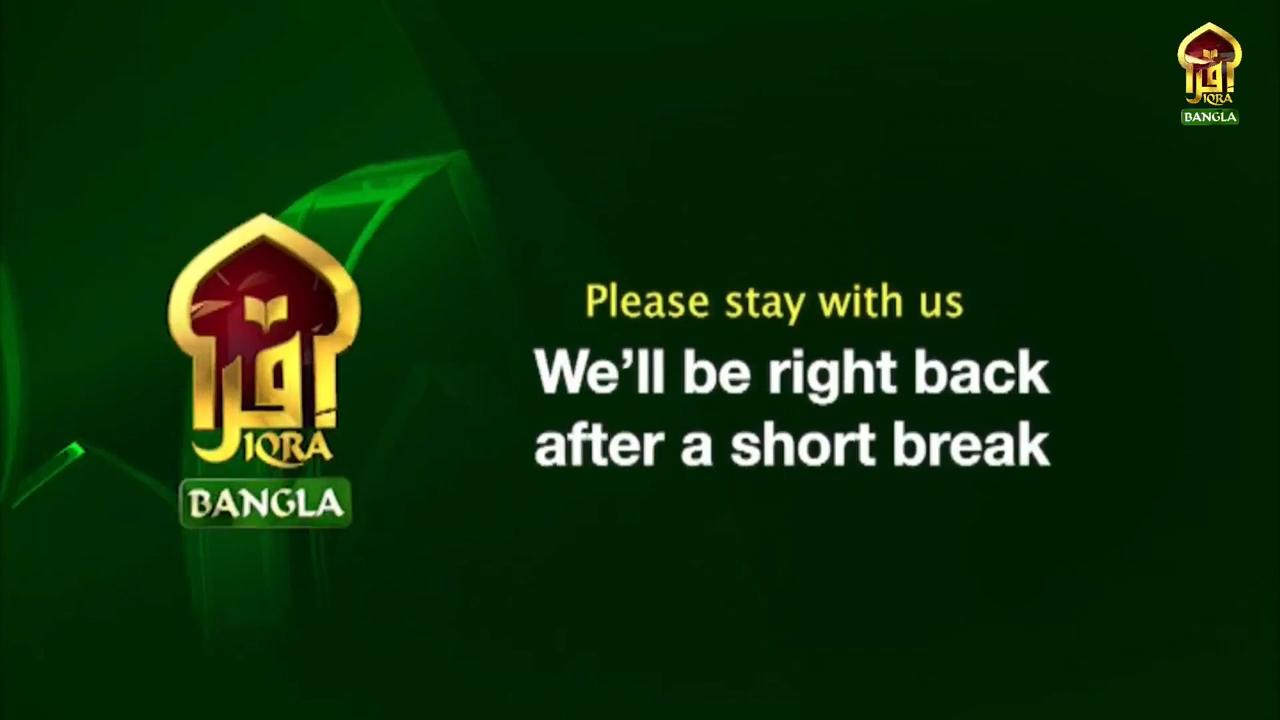 اقرأ
IQRA
BANGLA
Please stay with us
We'll be right back
after a short break
اقرأ
IQRA
BANGLA